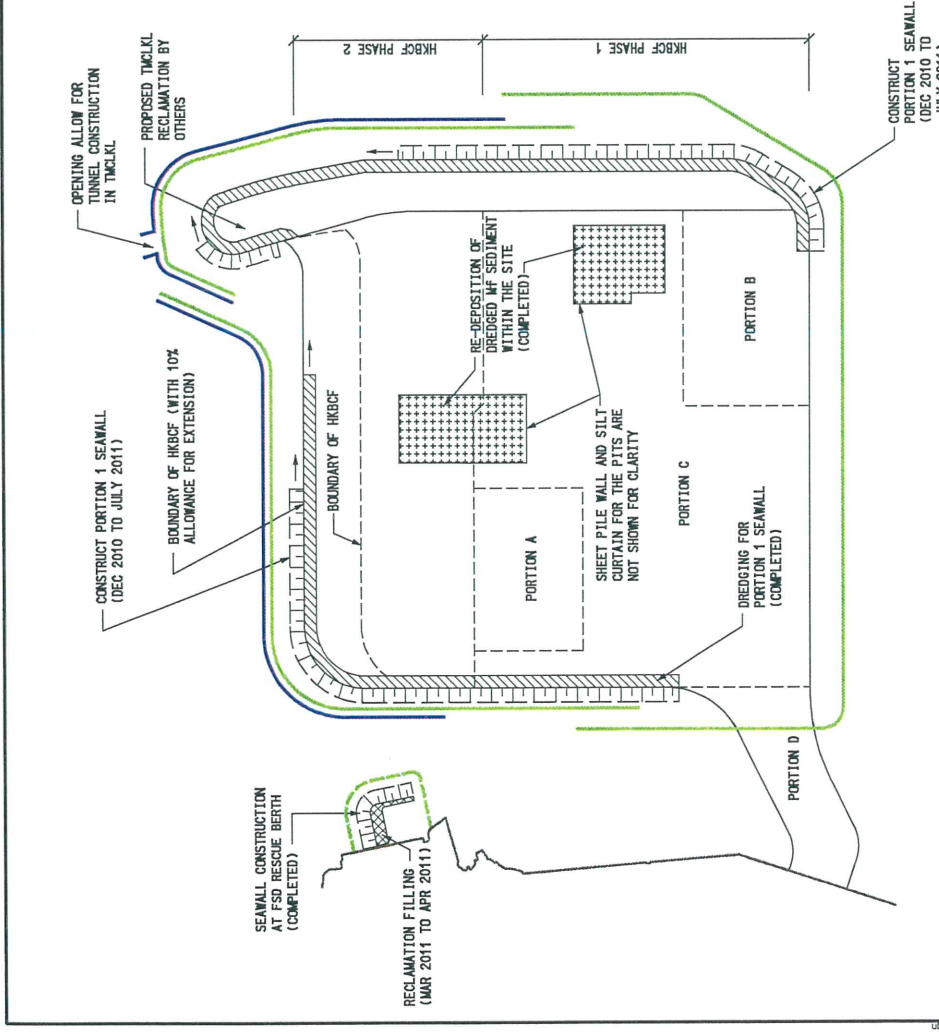 OPENING ALLOW FOR
TUNNEL CONSTRUCTION
IN TMCLKL
PROPOSED TMCLKL
RECLAMATION BY
OTHERS
HKBCF PHASE 2
HKBCF PHASE 1
CONSTRUCT
PORTION 1 SEAWALL
(DEC 2010 TO
CONSTRUCT PORTION 1 SEAWALL
(DEC 2010 TO JULY 2011)
BOUNDARY OF HKBCF (WITH 10%
ALLOWANCE FOR EXTENSION)
BOUNDARY OF HKBCF
RE-DEPOSITION OF
DREDGED Mf SEDIMENT
WITHIN THE SITE
(COMPLETED)
SHEET PILE WALL AND SILT
CURTAIN FOR THE PITS ARE
NOT SHOWN FOR CLARITY
PORTION A
PORTION B
PORTION C
DREDGING FOR
PORTION 1 SEAWALL
(COMPLETED)
PORTION D
SEAWALL CONSTRUCTION
AT FSD RESCUE BERTH
(COMPLETED)
RECLAMATION FILLING
(MAR 2011 TO APR 2011)